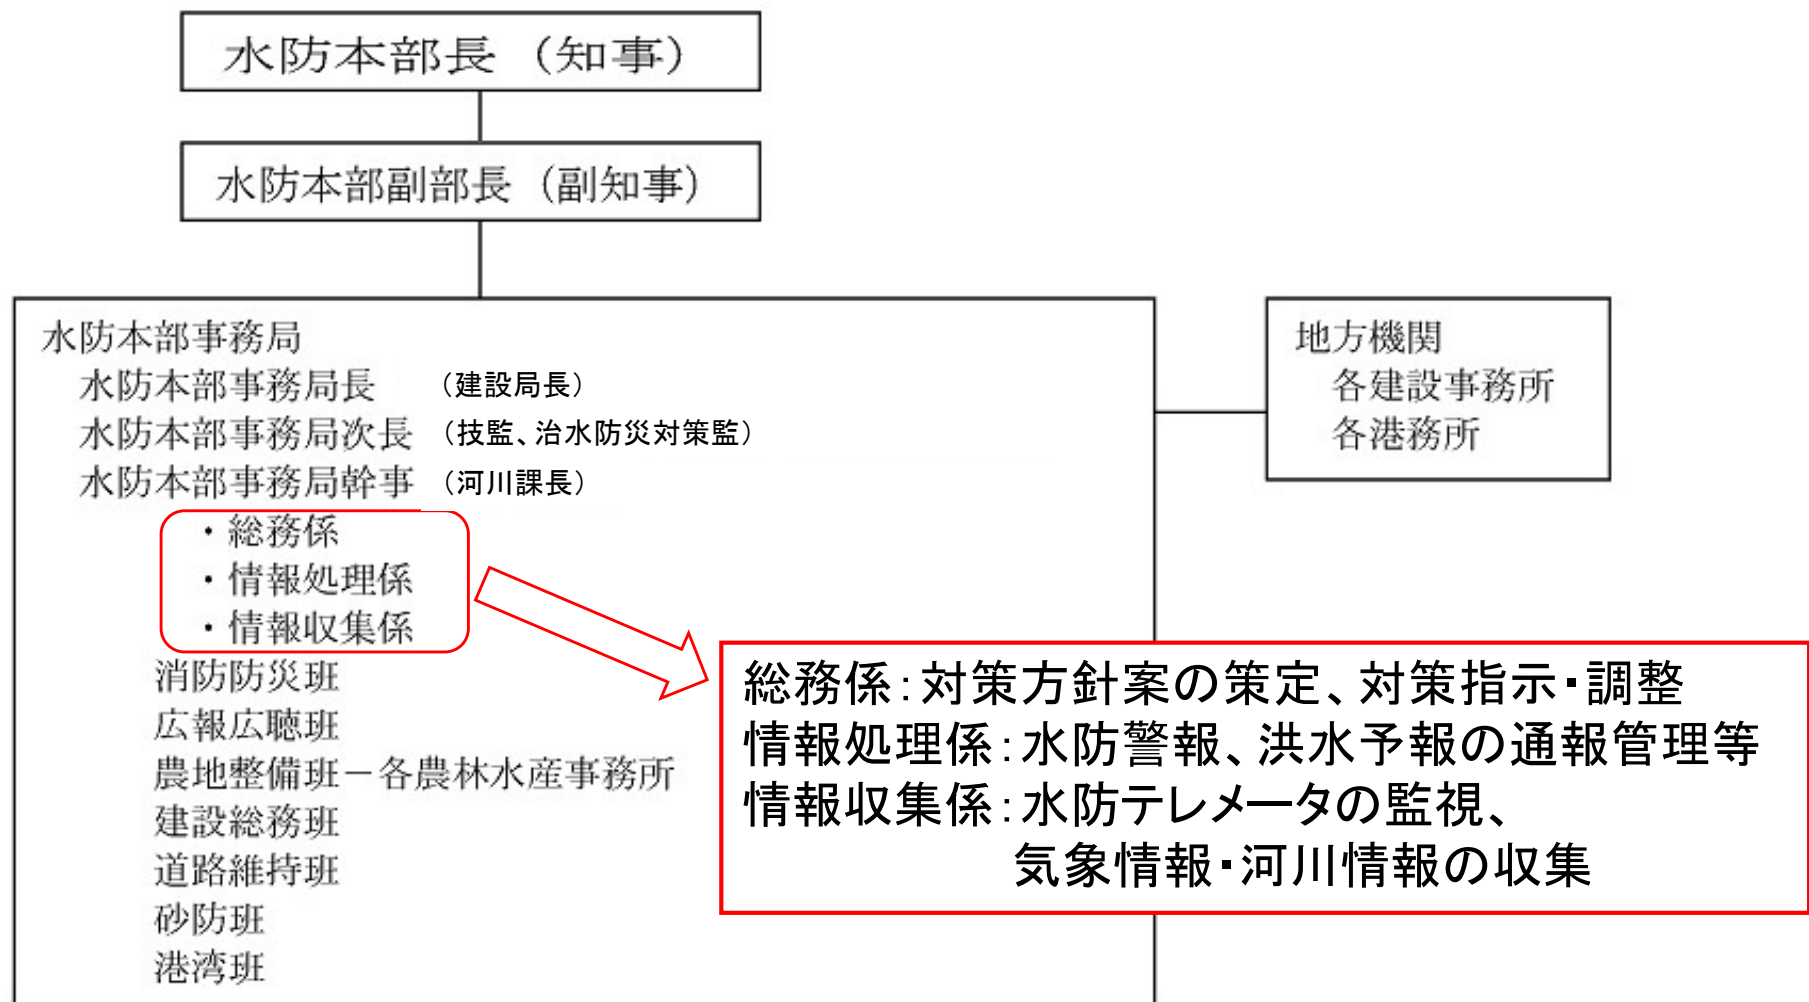 水防本部長（知事）
水防本部副部長（副知事）
水防本部事務局
水防本部事務局長　（建設局長）
水防本部事務局次長　（技監、治水防災対策監）
水防本部事務局幹事　（河川課長）
・総務係
・情報処理係
・情報収集係
消防防災班
広報広聴班
農地整備班－各農林水産事務所
建設総務班
道路維持班
砂防班
港湾班
地方機関
各建設事務所
各港務所
総務係：対策方針案の策定、対策指示・調整
情報処理係：水防警報、洪水予報の通報管理等
情報収集係：水防テレメータの監視、
気象情報・河川情報の収集